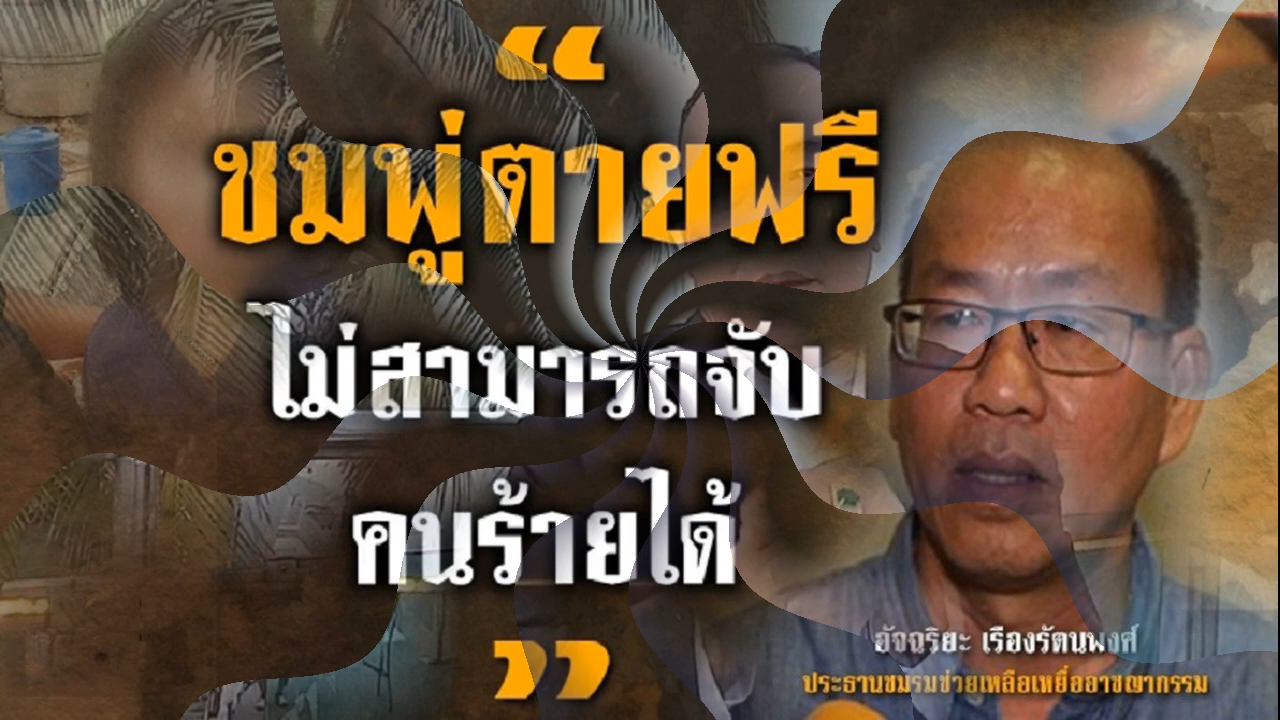 “
ชมพู่ตายฟรี
ไม่สามารถจับ
คนร้ายได้
”
อัจฉริยะ เรืองรัตนพงศ์
ประธานชมรมช่วยเหลือเหยื่ออาชญากรรม